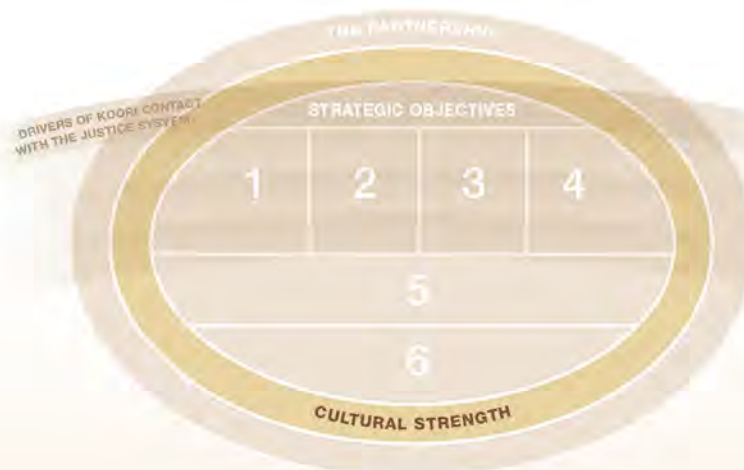 THE PARTNERSHIP
DRIVERS OF KOORI CONTACT
WITH THE JUSTICE SYSTEM
STRATEGIC OBJECTIVES
1 2 3 4
5
6
CULTURAL STRENGTH